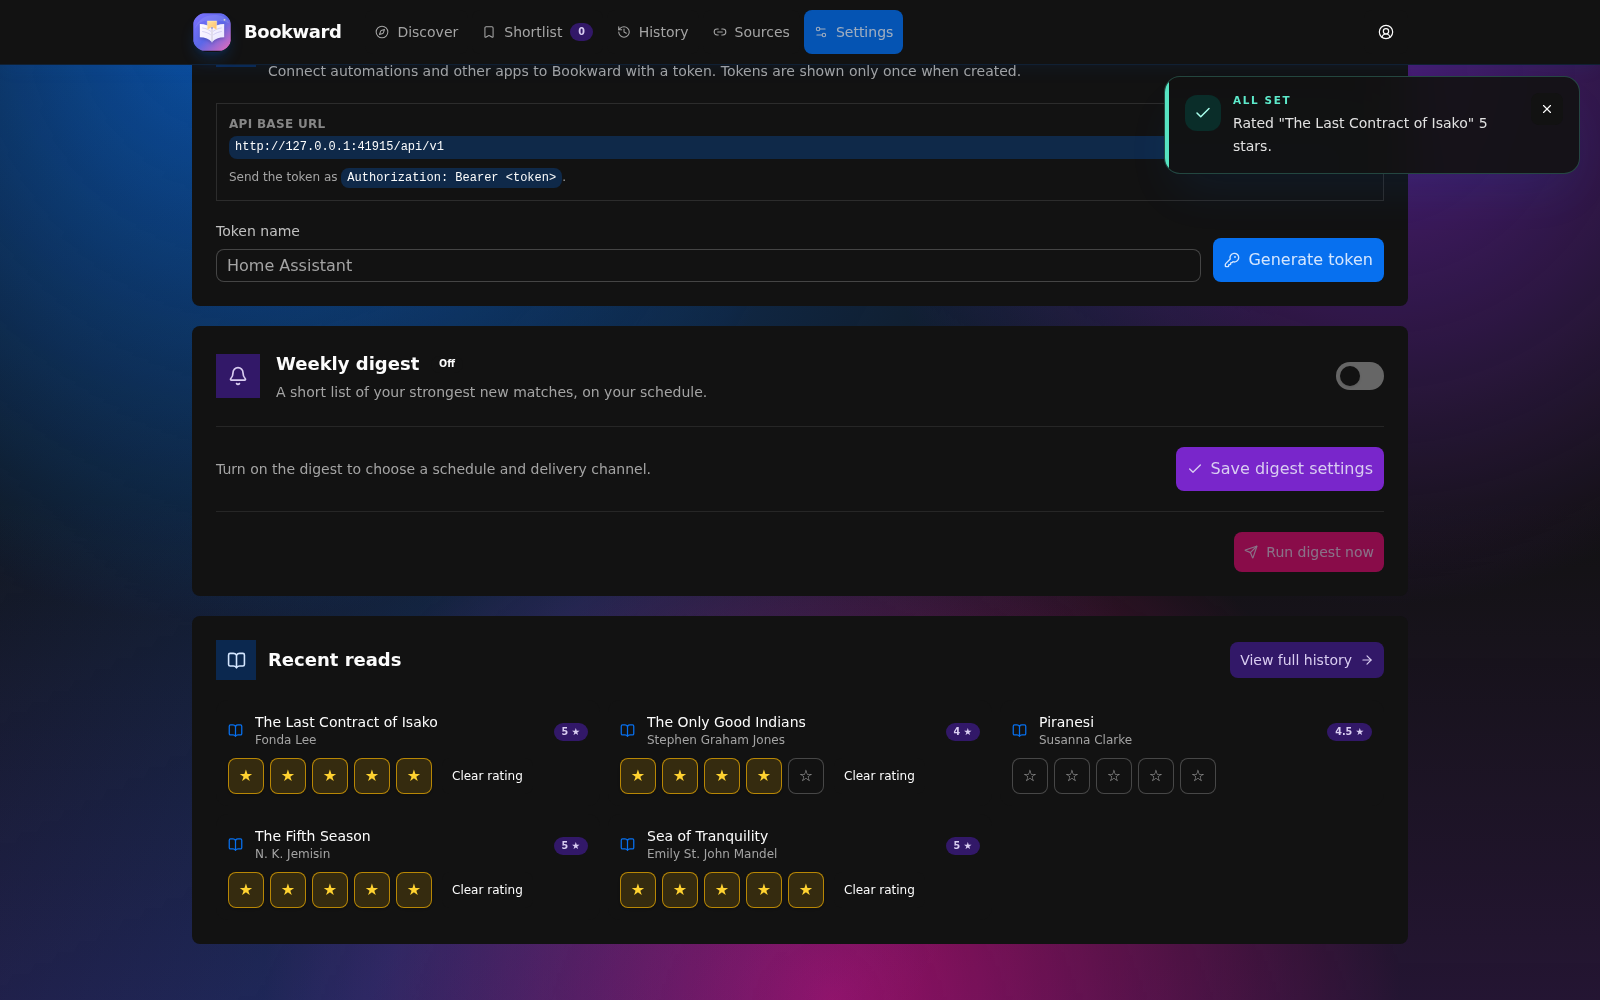 Bookward
Discover
Shortlist 0
History
Sources
Settings
Connect automations and other apps to Bookward with a token. Tokens are shown only once when created.
ALL SET
Rated "The Last Contract of Isako" 5
stars.
API BASE URL
http://127.0.0.1:41915/api/v1
Send the token as Authorization: Bearer <token>.
Token name
Home Assistant
Generate token
Weekly digest Off
A short list of your strongest new matches, on your schedule.
Turn on the digest to choose a schedule and delivery channel.
Save digest settings
Run digest now
Recent reads
View full history
The Last Contract of Isako
Fonda Lee
5 ★
Clear rating
The Only Good Indians
Stephen Graham Jones
4 ★
Clear rating
Piranesi
Susanna Clarke
4.5 ★
The Fifth Season
N. K. Jemisin
5 ★
Clear rating
Sea of Tranquility
Emily St. John Mandel
5 ★
Clear rating